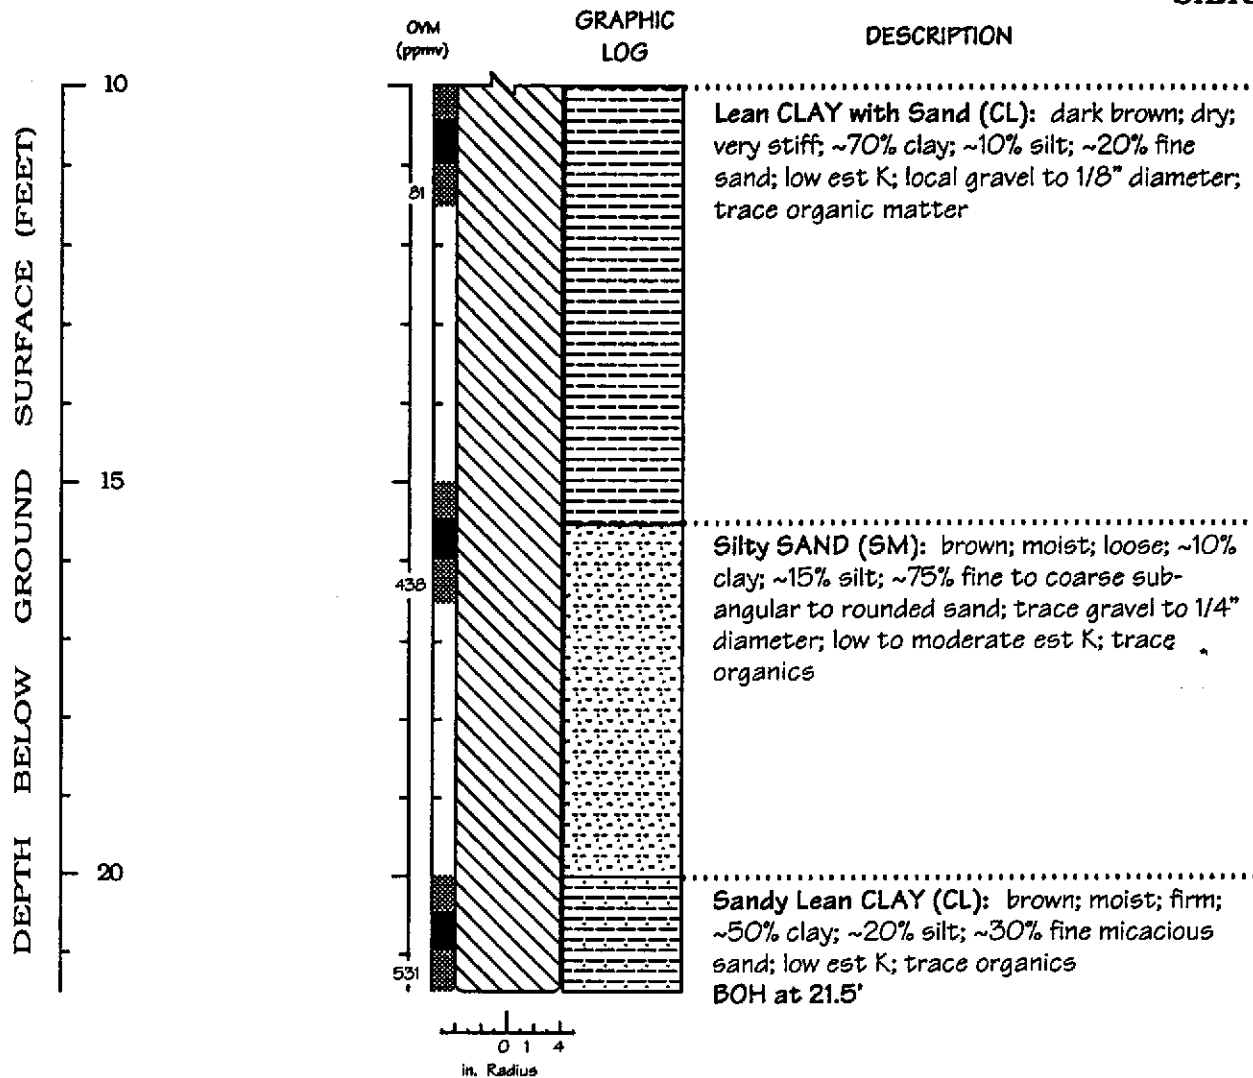 OVM
(ppmv)
GRAPHIC
LOG
DESCRIPTION
DEPTH BELOW GROUND SURFACE (FEET)
10
Lean CLAY with Sand (CL): dark brown; dry;
very stiff; ~70% clay; ~10% silt; ~20% fine
sand; low est K; local gravel to 1/8" diameter;
trace organic matter
81
15
Silty SAND (SM): brown; moist; loose; ~10%
clay; ~15% silt; ~75% fine to coarse sub-
angular to rounded sand; trace gravel to 1/4"
diameter; low to moderate est K; trace
organics
438
20
Sandy Lean CLAY (CL): brown; moist; firm;
~50% clay; ~20% silt; ~30% fine micacious
sand; low est K; trace organics
BOH at 21.5'
531
0 1 4
in. Radius